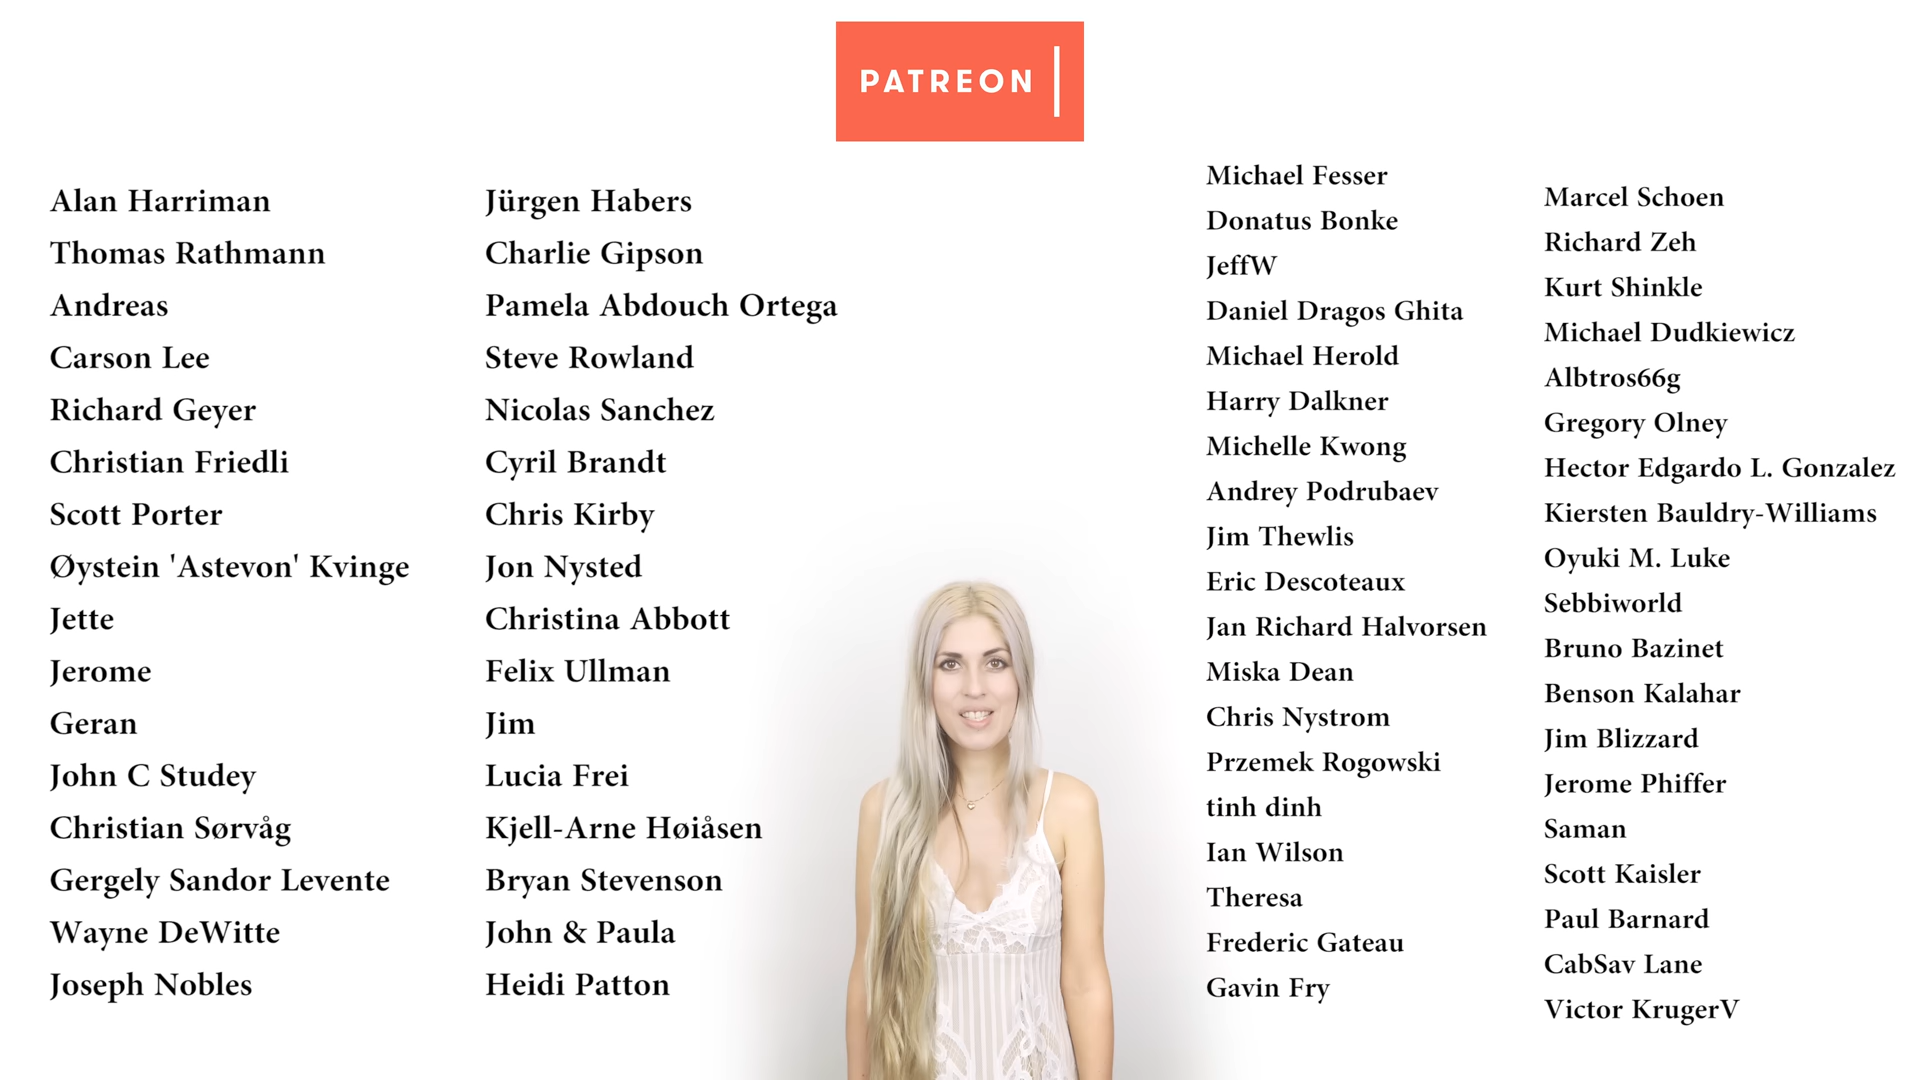 PATREON
Alan Harriman
Thomas Rathmann
Andreas
Carson Lee
Richard Geyer
Christian Friedli
Scott Porter
Øystein 'Astevon' Kvinge
Jette
Jerome
Geran
John C Studey
Christian Sørvåg
Gergely Sandor Levente
Wayne DeWitte
Joseph Nobles
Jürgen Habers
Charlie Gipson
Pamela Abdouch Ortega
Steve Rowland
Nicolas Sanchez
Cyril Brandt
Chris Kirby
Jon Nysted
Christina Abbott
Felix Ullman
Jim
Lucia Frei
Kjell-Arne Høiåsen
Bryan Stevenson
John & Paula
Heidi Patton
Michael Fesser
Donatus Bonke
JeffW
Daniel Dragos Ghita
Michael Herold
Harry Dalkner
Michelle Kwong
Andrey Podrubaev
Jim Thewlis
Eric Descoteaux
Jan Richard Halvorsen
Miska Dean
Chris Nystrom
Przemek Rogowski
tinh dinh
Ian Wilson
Theresa
Frederic Gateau
Gavin Fry
Marcel Schoen
Richard Zeh
Kurt Shinkle
Michael Dudkiewicz
Albtros66g
Gregory Olney
Hector Edgardo L. Gonzalez
Kiersten Bauldry-Williams
Oyuki M. Luke
Sebbiworld
Bruno Bazinet
Benson Kalahar
Jim Blizzard
Jerome Phiffer
Saman
Scott Kaisler
Paul Barnard
CabSav Lane
Victor KrugerV